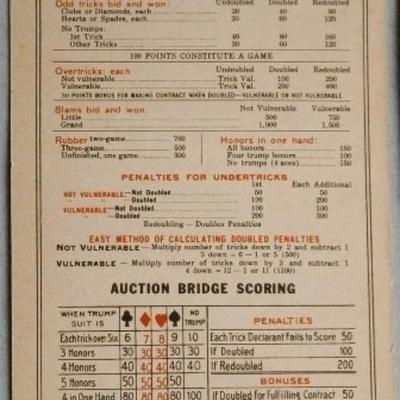 Odd tricks bid and won: Undoubled Doubled Redoubled
Clubs or Diamonds, each 20 40 80
Hearts or Spades, each 30 60 120
No Trumps:
1st Trick 40 80 160
Other Tricks 30 60 120
100 POINTS CONSTITUTE A GAME
Overtricks: each Undoubled Doubled Redoubled
Not Vulnerable Trick Val. 100 200
Vulnerable Trick Val. 200 400
50 POINTS BONUS FOR MAKING CONTRACT WHEN DOUBLED—VULNERABLE OR NOT VULNERABLE
Slams bid and won: Not Vulnerable Vulnerable
Little 500 750
Grand 1,000 1,500
Rubber two-game 700
Three-game 500
Unfinished, one game 300
Honors in one hand:
All honors 150
Four trump honors 100
No trumps (4 aces) 150
PENALTIES FOR UNDERTRICKS
1st Each Additional
NOT VULNERABLE—Not Doubled 50 50
" " —Doubled 100 200
VULNERABLE—Not Doubled 100 100
" —Doubled 200 300
Redoubling — Doubles Penalties
EASY METHOD OF CALCULATING DOUBLED PENALTIES
NOT VULNERABLE — Multiply number of tricks down by 2 and subtract 1
3 down — 6 — 1 or 5 (500)
VULNERABLE — Multiply number of tricks down by 3 and subtract 1
4 down — 12 — 1 or 11 (1100)
AUCTION BRIDGE SCORING
WHEN TRUMP SUIT IS ♣ ♦ ♥ ♠ NO TRUMP
Each trick over Six 6 7 8 9 10
3 Honors 30 30 30 30 30
4 Honors 40 40 40 40 40
5 Honors 50 50 50 50
4 in One Hand 80 80 80 80 100
PENALTIES
Each Trick Declarant Fails to Score 50
If Doubled 100
If Redoubled 200
BONUSES
If Doubled for Fulfilling Contract 50